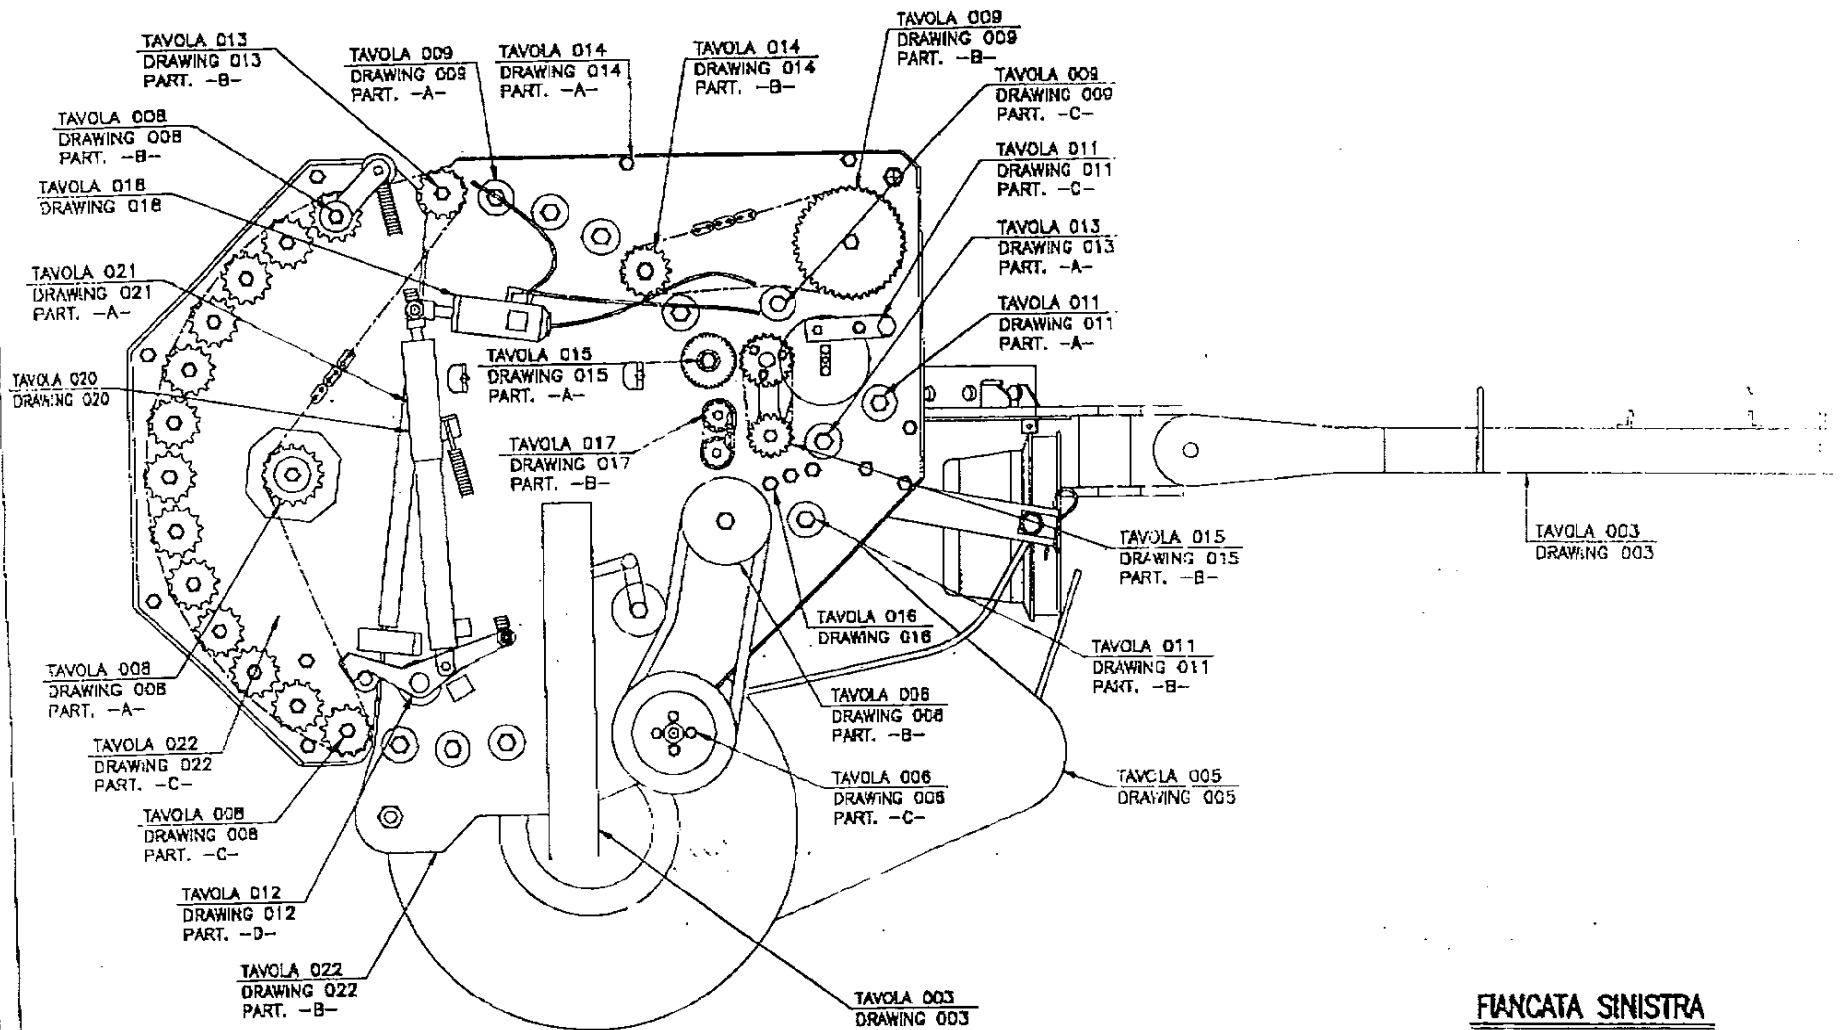 TAVOLA 013
DRAWING 013
PART. -B-
TAVOLA 009
DRAWING 009
PART. -A-
TAVOLA 014
DRAWING 014
PART. -A-
TAVOLA 014
DRAWING 014
PART. -B-
TAVOLA 009
DRAWING 009
PART. -B-
TAVOLA 009
DRAWING 009
PART. -C-
TAVOLA 008
DRAWING 008
PART. -B-
TAVOLA 011
DRAWING 011
PART. -C-
TAVOLA 018
DRAWING 018
TAVOLA 013
DRAWING 013
PART. -A-
TAVOLA 021
DRAWING 021
PART. -A-
TAVOLA 011
DRAWING 011
PART. -A-
TAVOLA 015
DRAWING 015
PART. -A-
TAVOLA 020
DRAWING 020
TAVOLA 017
DRAWING 017
PART. -B-
TAVOLA 003
DRAWING 003
TAVOLA 015
DRAWING 015
PART. -B-
TAVOLA 016
DRAWING 016
TAVOLA 011
DRAWING 011
PART. -B-
TAVOLA 008
DRAWING 008
PART. -A-
TAVOLA 006
DRAWING 006
PART. -B-
TAVOLA 022
DRAWING 022
PART. -C-
TAVOLA 006
DRAWING 006
PART. -C-
TAVOLA 005
DRAWING 005
TAVOLA 008
DRAWING 008
PART. -C-
TAVOLA 012
DRAWING 012
PART. -D-
TAVOLA 022
DRAWING 022
PART. -B-
TAVOLA 003
DRAWING 003
FIANCATA SINISTRA